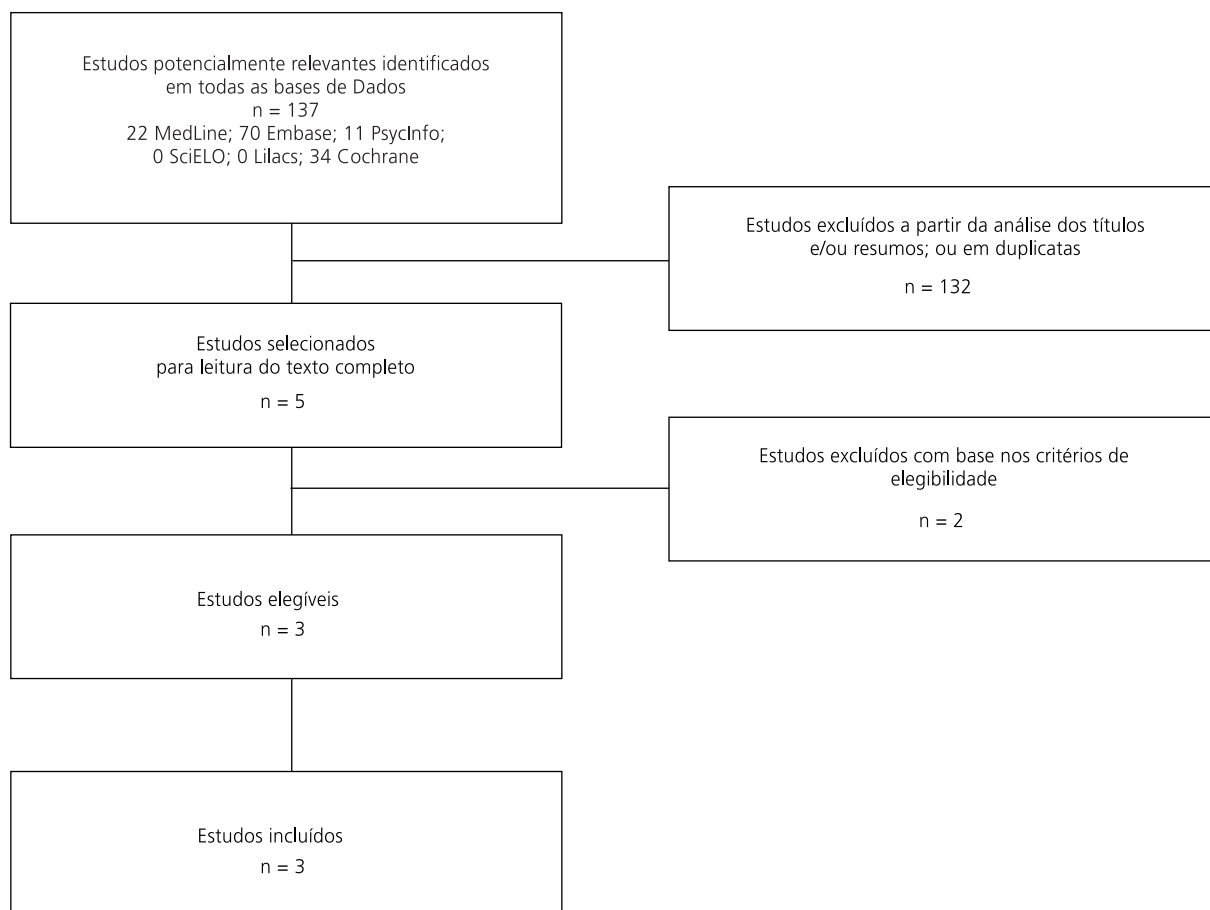 Estudos potencialmente relevantes identificados
em todas as bases de Dados
n = 137
22 MedLine; 70 Embase; 11 PsycInfo;
0 SciELO; 0 Lilacs; 34 Cochrane
Estudos excluídos a partir da análise dos títulos
e/ou resumos; ou em duplicatas
n = 132
Estudos selecionados
para leitura do texto completo
n = 5
Estudos excluídos com base nos critérios de
elegibilidade
n = 2
Estudos elegíveis
n = 3
Estudos incluídos
n = 3